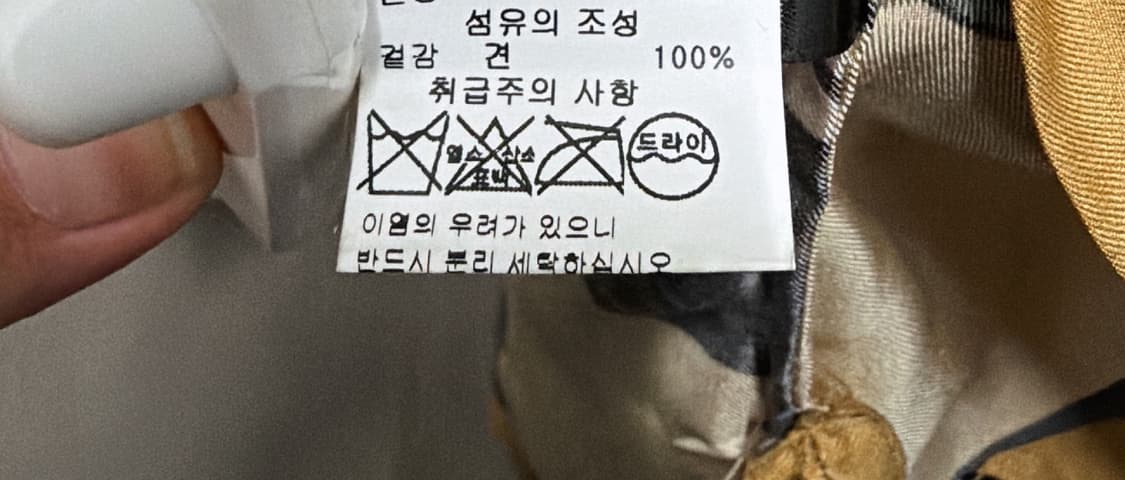 섬유의 조성
겉감 견 100%
취급주의 사항
염소 산소
표백
드라이
이염의 우려가 있으니
반드시 분리 세탁하십시오